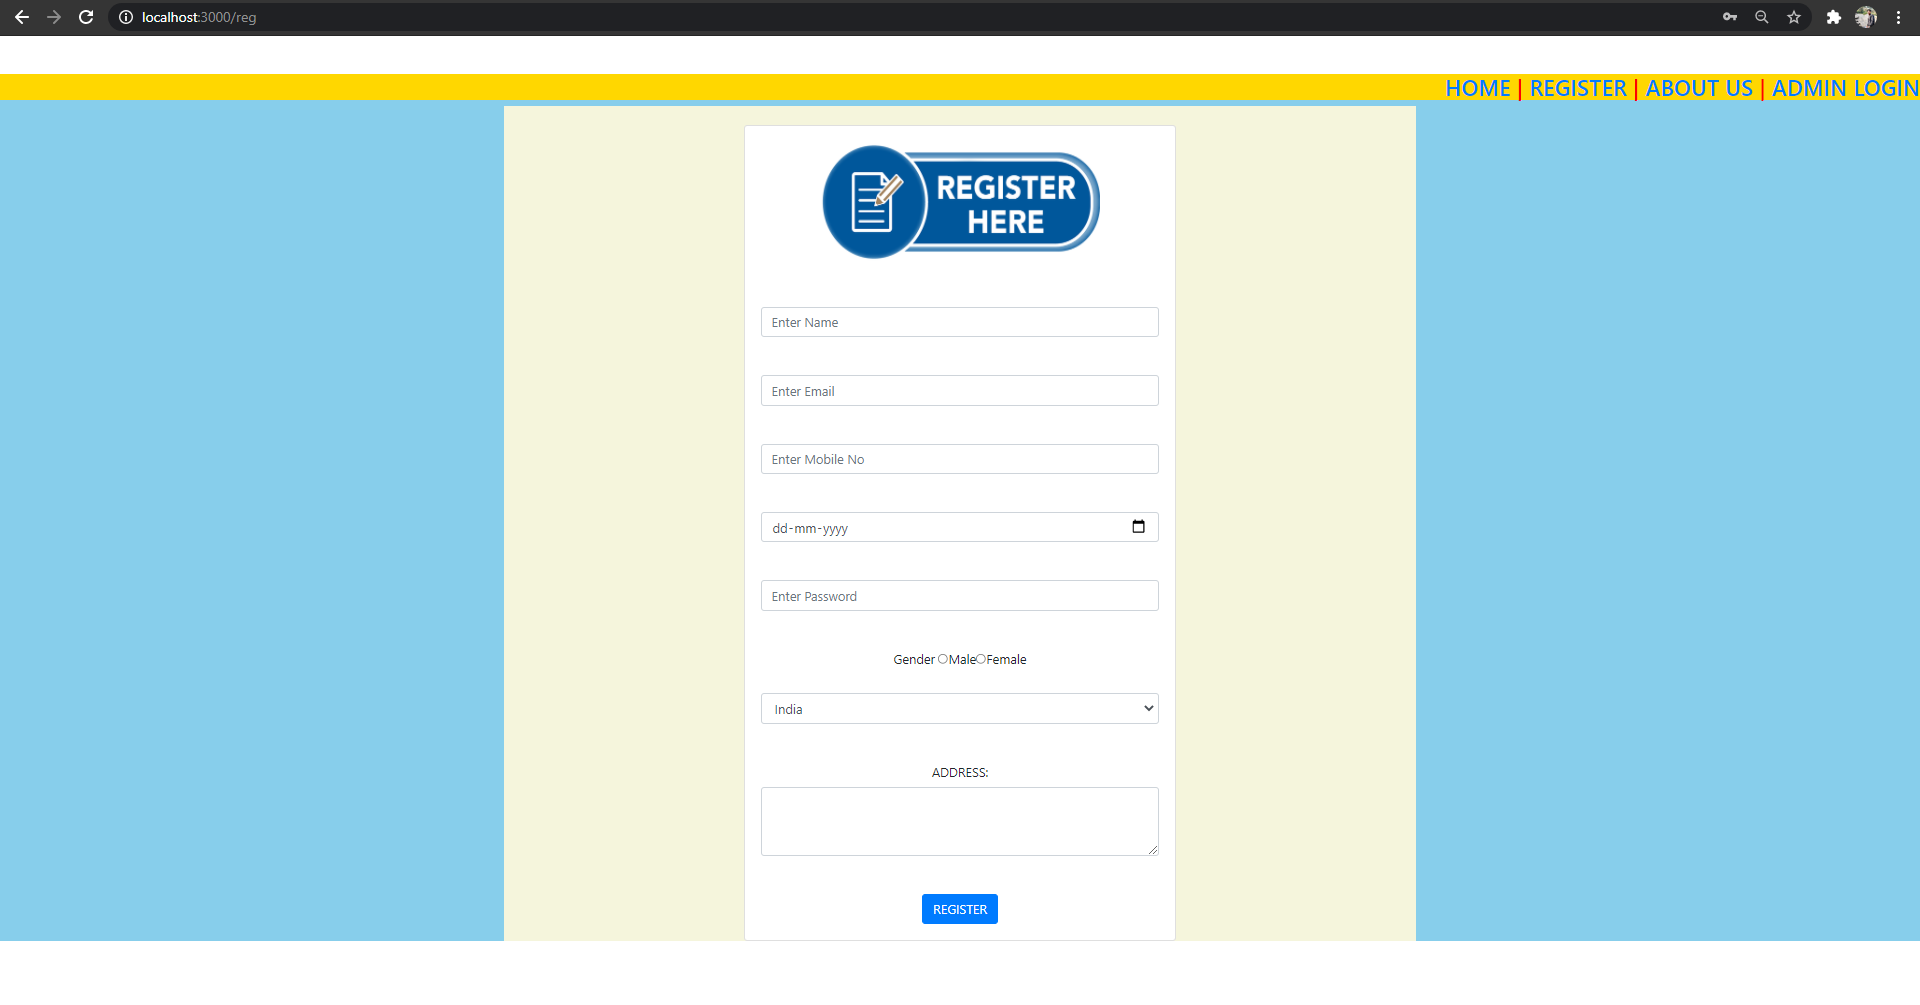 localhost:3000/reg
HOME | REGISTER | ABOUT US | ADMIN LOGIN
REGISTER
HERE
Enter Name
Enter Email
Enter Mobile No
dd-mm-yyyy
Enter Password
Gender Male Female
India
ADDRESS:
REGISTER